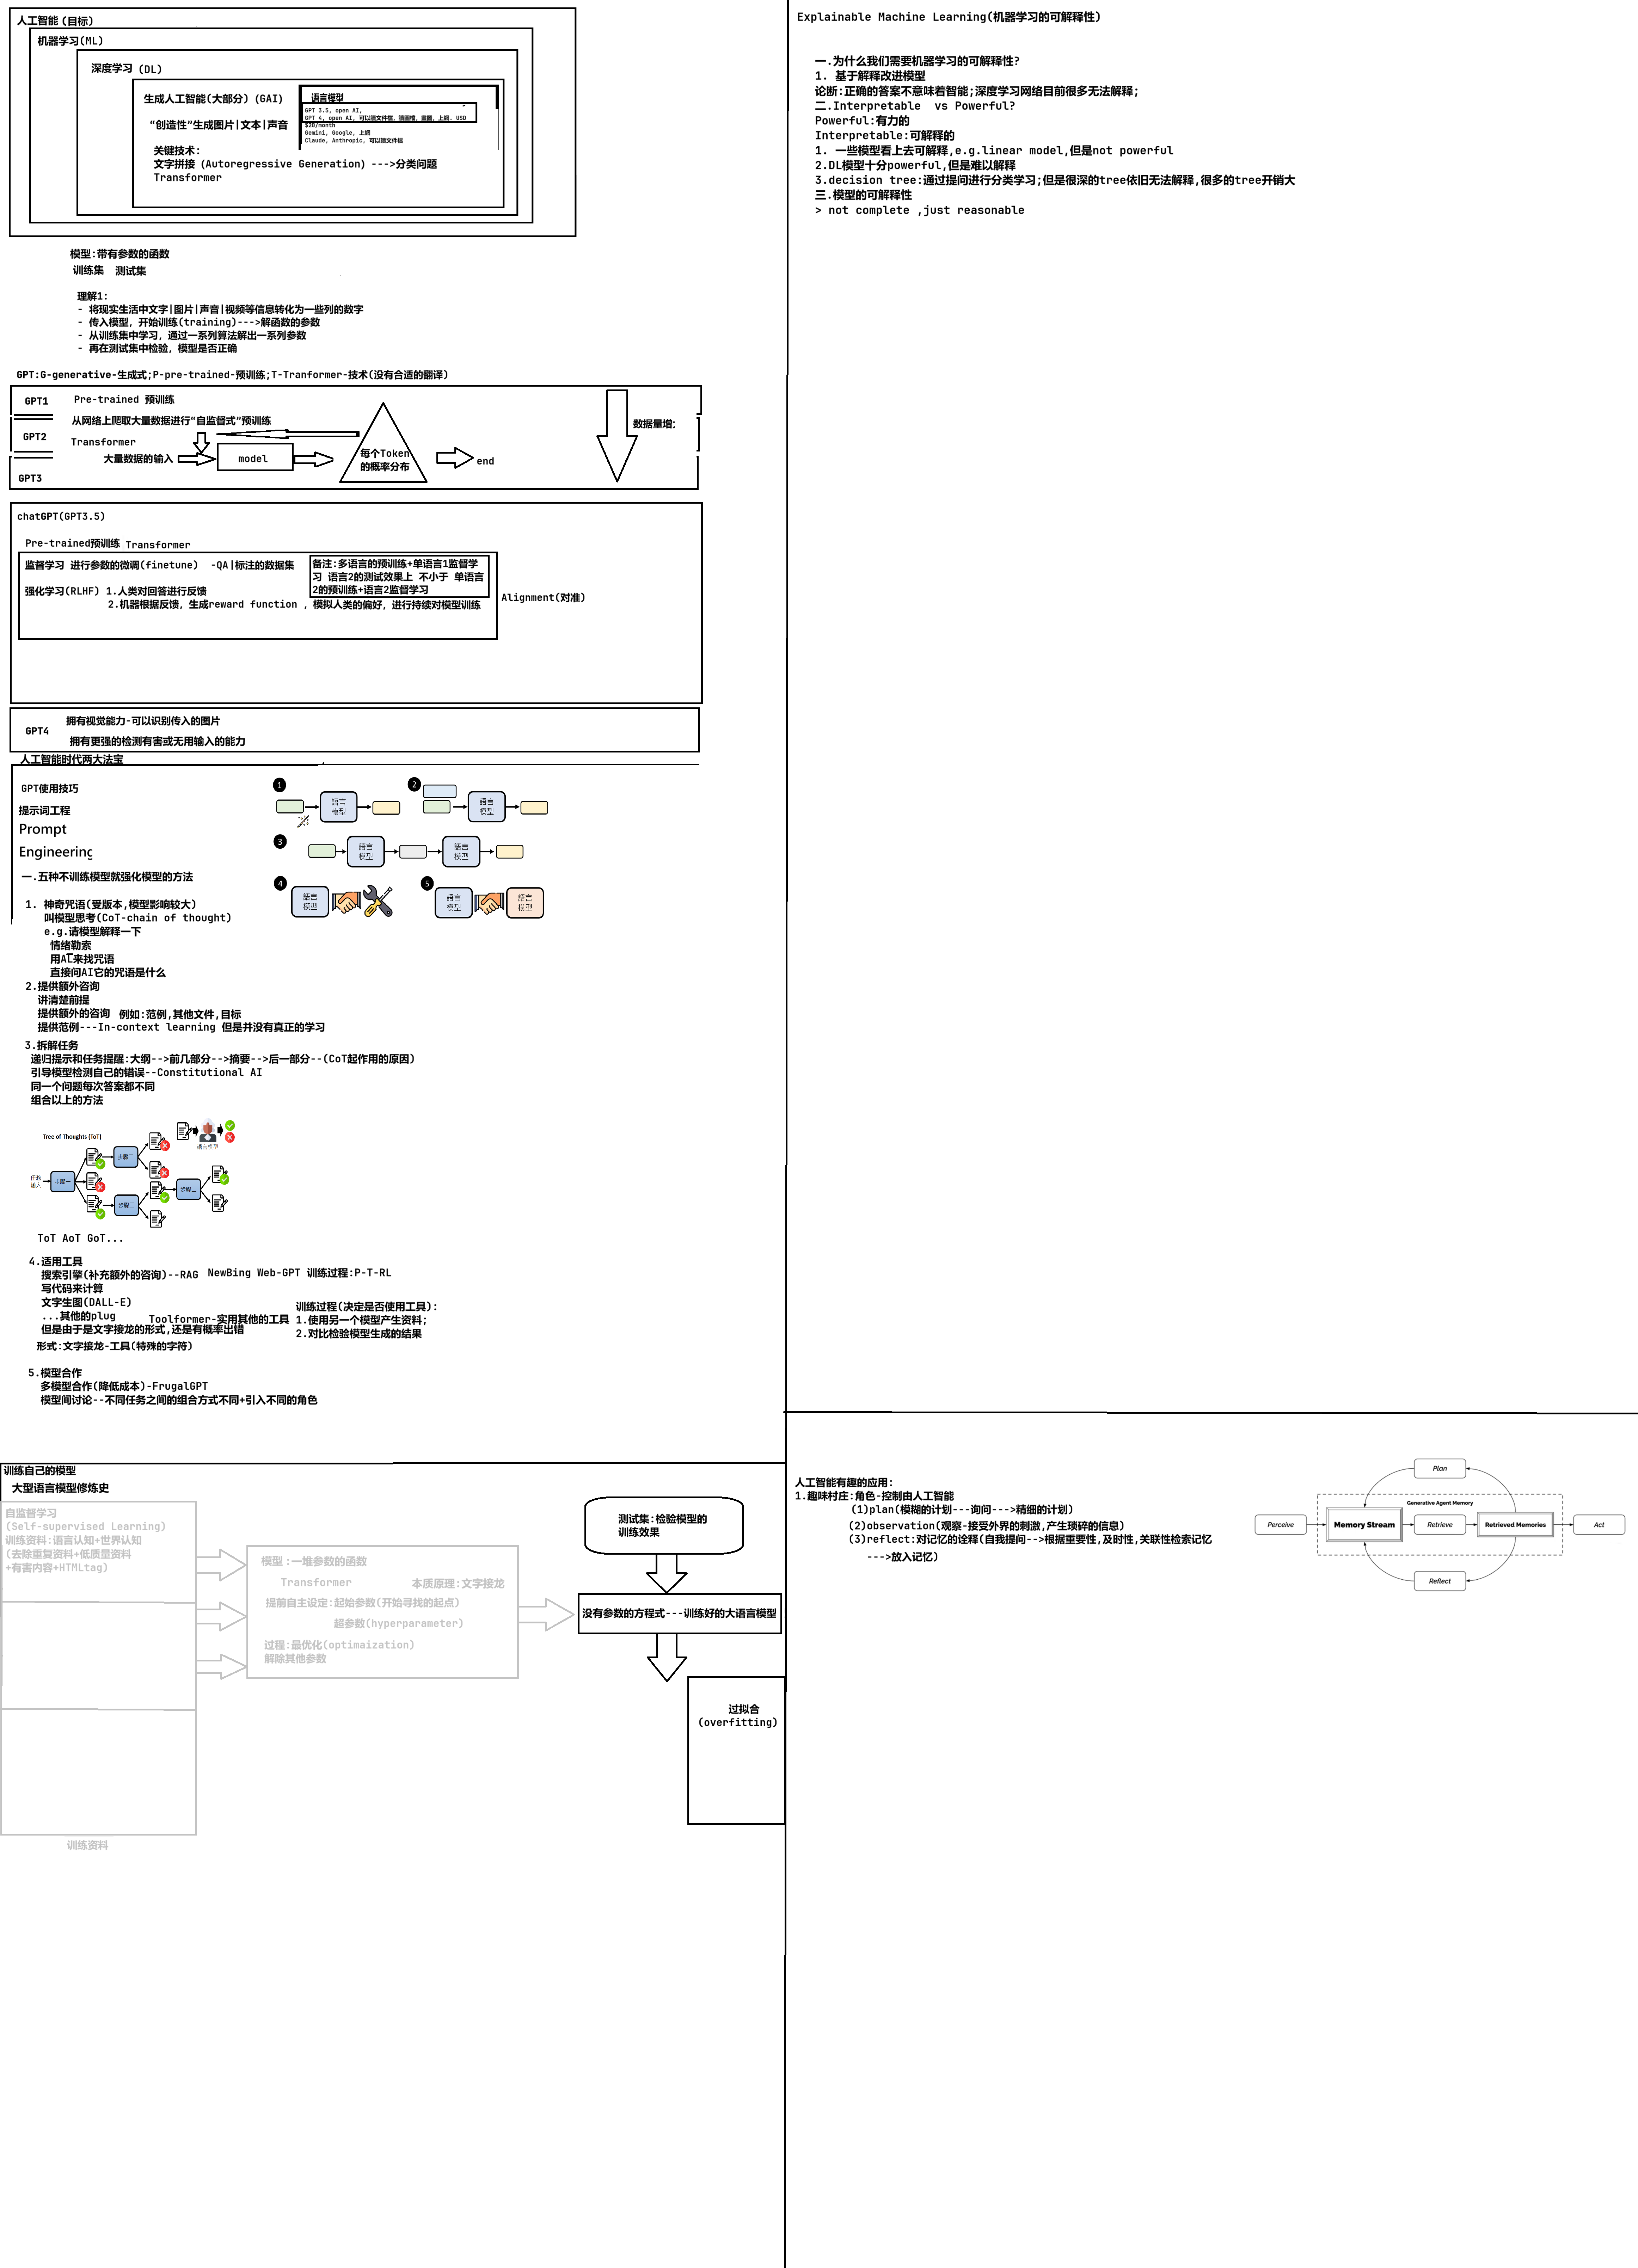 人工智能(目标)
机器学习(ML)
深度学习 (DL)
生成人工智能(大部分) (GAI)
“创造性”生成图片|文本|声音
语言模型
GPT 3.5, open AI,
GPT 4, open AI, 可以讀文件檔, 讀圖檔, 畫圖, 上網. USD
$20/month
Gemini, Google, 上網
Claude, Anthropic, 可以讀文件檔
关键技术:
文字拼接 (Autoregressive Generation) --->分类问题
Transformer
模型:带有参数的函数
训练集 测试集
理解1:
- 将现实生活中文字|图片|声音|视频等信息转化为一些列的数字
- 传入模型, 开始训练(training)--->解函数的参数
- 从训练集中学习, 通过一系列算法解出一系列参数
- 再在测试集中检验, 模型是否正确
GPT:G-generative-生成式;P-pre-trained-预训练;T-Tranformer-技术(没有合适的翻译)
GPT1
Pre-trained 预训练
从网络上爬取大量数据进行“自监督式”预训练
GPT2
Transformer
大量数据的输入
model
每个Token
的概率分布
end
数据量增:
GPT3
chatGPT(GPT3.5)
Pre-trained预训练 Transformer
监督学习 进行参数的微调(finetune) -QA|标注的数据集
备注:多语言的预训练+单语言1监督学
习 语言2的测试效果上 不小于 单语言
2的预训练+语言2监督学习
强化学习(RLHF) 1.人类对回答进行反馈
2.机器根据反馈, 生成reward function , 模拟人类的偏好, 进行持续对模型训练
Alignment(对准)
GPT4
拥有视觉能力-可以识别传入的图片
拥有更强的检测有害或无用输入的能力
人工智能时代两大法宝
GPT使用技巧
提示词工程
Prompt
Engineering
1
語言
模型
2
語言
模型
3
語言
模型
語言
模型
4
語言
模型
5
語言
模型
語言
模型
一.五种不训练模型就强化模型的方法
1. 神奇咒语(受版本,模型影响较大)
叫模型思考(CoT-chain of thought)
e.g.请模型解释一下
情绪勒索
用AI来找咒语
直接问AI它的咒语是什么
2.提供额外咨询
讲清楚前提
提供额外的咨询 例如:范例,其他文件,目标
提供范例---In-context learning 但是并没有真正的学习
3.拆解任务
递归提示和任务提醒:大纲-->前几部分-->摘要-->后一部分--(CoT起作用的原因)
引导模型检测自己的错误--Constitutional AI
同一个问题每次答案都不同
组合以上的方法
Tree of Thoughts (ToT)
語言模型
任務
輸入
步驟一
步驟二
步驟二
步驟三
ToT AoT GoT...
4.适用工具
搜索引擎(补充额外的咨询)--RAG NewBing Web-GPT 训练过程:P-T-RL
写代码来计算
文字生图(DALL-E)
...其他的plug
Toolformer-实用其他的工具
但是由于是文字接龙的形式,还是有概率出错
形式:文字接龙-工具(特殊的字符)
训练过程(决定是否使用工具):
1.使用另一个模型产生资料;
2.对比检验模型生成的结果
5.模型合作
多模型合作(降低成本)-FrugalGPT
模型间讨论--不同任务之间的组合方式不同+引入不同的角色
Explainable Machine Learning(机器学习的可解释性)
一.为什么我们需要机器学习的可解释性?
1. 基于解释改进模型
论断:正确的答案不意味着智能;深度学习网络目前很多无法解释;
二.Interpretable vs Powerful?
Powerful:有力的
Interpretable:可解释的
1. 一些模型看上去可解释,e.g.linear model,但是not powerful
2.DL模型十分powerful,但是难以解释
3.decision tree:通过提问进行分类学习;但是很深的tree依旧无法解释,很多的tree开销大
三.模型的可解释性
> not complete ,just reasonable
训练自己的模型
大型语言模型修炼史
自监督学习
(Self-supervised Learning)
训练资料:语言认知+世界认知
(去除重复资料+低质量资料
+有害内容+HTMLtag)
训练资料
模型:一堆参数的函数
Transformer 本质原理:文字接龙
提前自主设定:起始参数(开始寻找的起点)
超参数(hyperparameter)
过程:最优化(optimaization)
解除其他参数
测试集:检验模型的
训练效果
没有参数的方程式---训练好的大语言模型
过拟合
(overfitting)
人工智能有趣的应用:
1.趣味村庄:角色-控制由人工智能
(1)plan(模糊的计划---询问--->精细的计划)
(2)observation(观察-接受外界的刺激,产生琐碎的信息)
(3)reflect:对记忆的诠释(自我提问-->根据重要性,及时性,关联性检索记忆
--->放入记忆)
Plan
Generative Agent Memory
Perceive
Memory Stream
Retrieve
Retrieved Memories
Act
Reflect